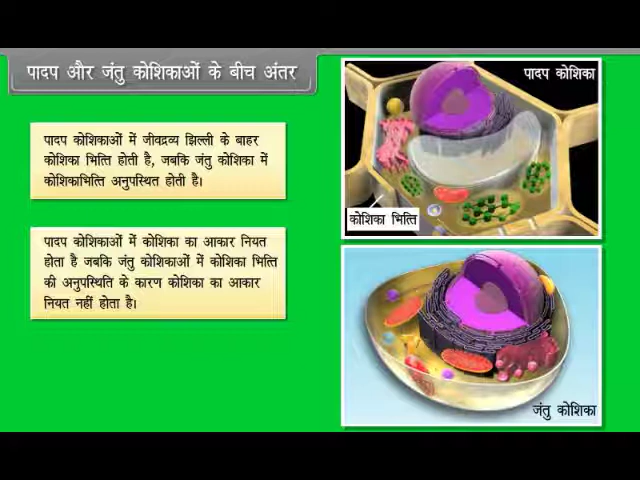 पादप और जंतु कोशिकाओं के बीच अंतर
पादप कोशिकाओं में जीवद्रव्य झिल्ली के बाहर
कोशिका भित्ति होती है, जबकि जंतु कोशिका में
कोशिकाभित्ति अनुपस्थित होती है।
पादप कोशिकाओं में कोशिका का आकार नियत
होता है जबकि जंतु कोशिकाओं में कोशिका भित्ति
की अनुपस्थिति के कारण कोशिका का आकार
नियत नहीं होता है।
पादप कोशिका
कोशिका भित्ति
जंतु कोशिका